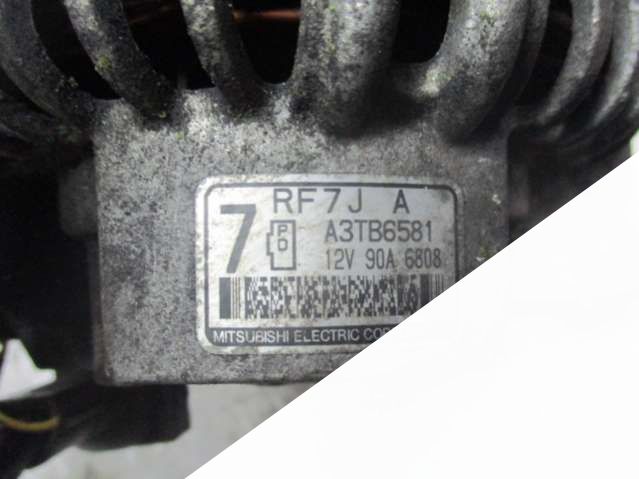 RF7J A
7
P
D
A3TB6581
12V 90A 6808
MITSUBISHI ELECTRIC